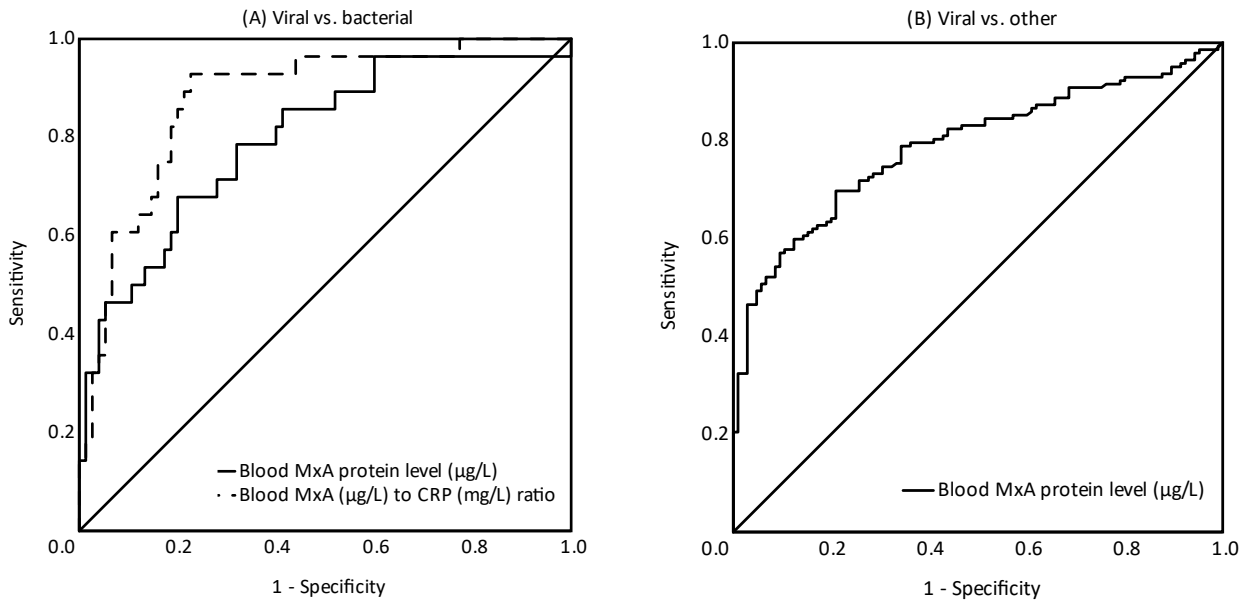 (A) Viral vs. bacterial
1.0
0.8
0.6
0.4
0.2
0.0
0.2
0.4
0.6
0.8
1.0
Sensitivity
1 - Specificity
Blood MxA protein level (µg/L)
Blood MxA (µg/L) to CRP (mg/L) ratio
(B) Viral vs. other
1.0
0.8
0.6
0.4
0.2
0.0
0.2
0.4
0.6
0.8
1.0
Sensitivity
1 - Specificity
Blood MxA protein level (µg/L)